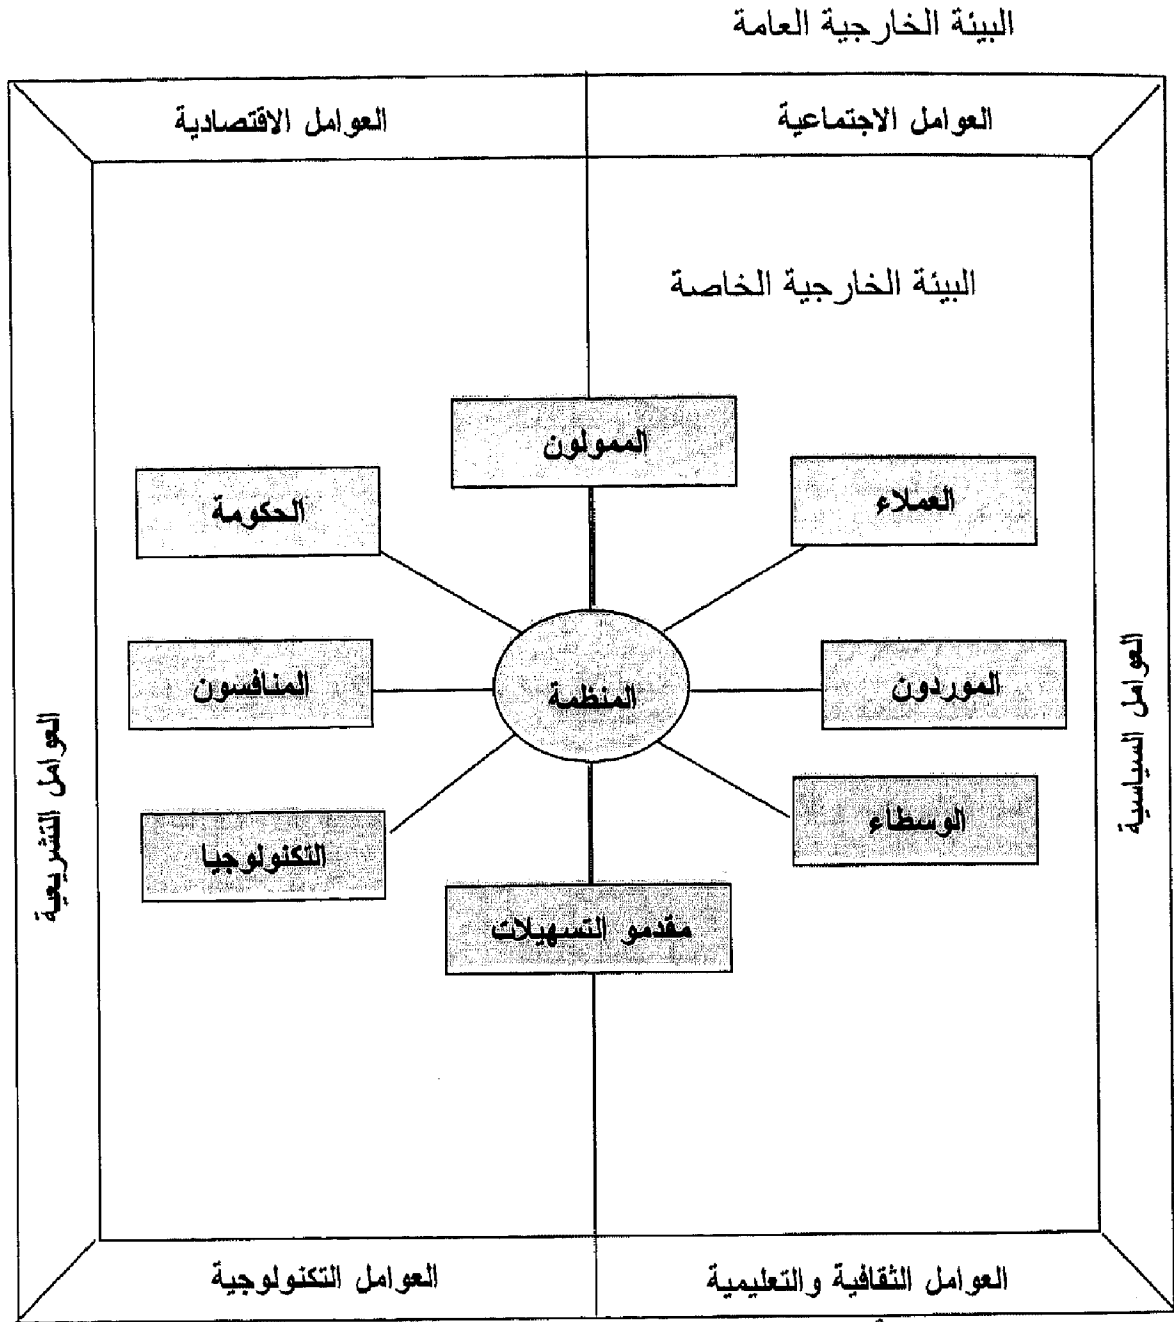 البيئة الخارجية العامة
العوامل الاجتماعية
العوامل الاقتصادية
البيئة الخارجية الخاصة
الممولون
العملاء
الحكومة
الموردون
المنظمة
المنافسون
الوسطاء
التكنولوجيا
مقدمو التسهيلات
العوامل السياسية
العوامل التشريعية
العوامل الثقافية والتعليمية
العوامل التكنولوجية